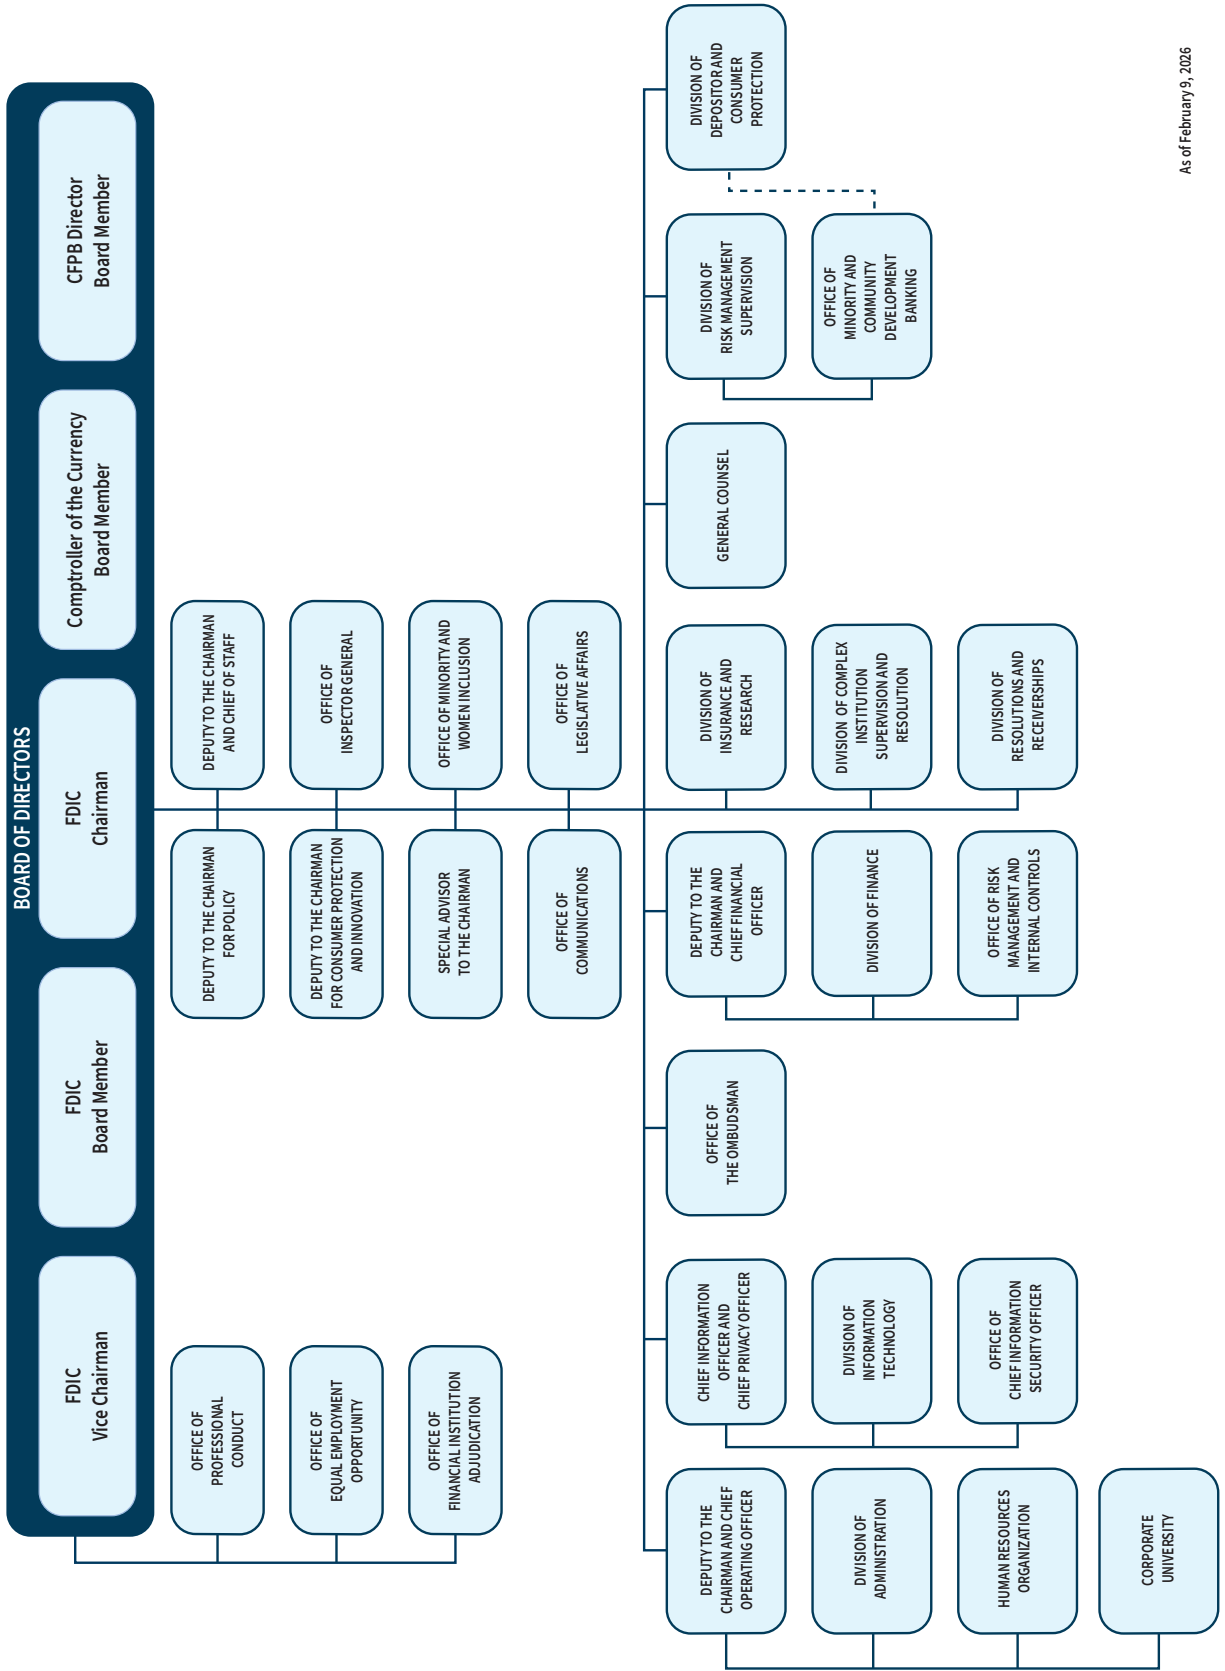 BOARD OF DIRECTORS
FDIC
Vice Chairman
FDIC
Board Member
FDIC
Chairman
Comptroller of the Currency
Board Member
CFPB Director
Board Member
OFFICE OF
PROFESSIONAL
CONDUCT
OFFICE OF
EQUAL EMPLOYMENT
OPPORTUNITY
OFFICE OF
FINANCIAL INSTITUTION
ADJUDICATION
DEPUTY TO THE CHAIRMAN
FOR POLICY
DEPUTY TO THE CHAIRMAN
AND CHIEF OF STAFF
DEPUTY TO THE CHAIRMAN
FOR CONSUMER PROTECTION
AND INNOVATION
OFFICE OF
INSPECTOR GENERAL
SPECIAL ADVISOR
TO THE CHAIRMAN
OFFICE OF MINORITY AND
WOMEN INCLUSION
OFFICE OF
COMMUNICATIONS
OFFICE OF
LEGISLATIVE AFFAIRS
DEPUTY TO THE
CHAIRMAN AND CHIEF
OPERATING OFFICER
DIVISION OF
ADMINISTRATION
HUMAN RESOURCES
ORGANIZATION
CORPORATE
UNIVERSITY
CHIEF INFORMATION
OFFICER AND
CHIEF PRIVACY OFFICER
DIVISION OF
INFORMATION
TECHNOLOGY
OFFICE OF
CHIEF INFORMATION
SECURITY OFFICER
OFFICE OF
THE OMBUDSMAN
DEPUTY TO THE
CHAIRMAN AND
CHIEF FINANCIAL
OFFICER
DIVISION OF FINANCE
OFFICE OF RISK
MANAGEMENT AND
INTERNAL CONTROLS
DIVISION OF
INSURANCE AND
RESEARCH
DIVISION OF COMPLEX
INSTITUTION
SUPERVISION AND
RESOLUTION
DIVISION OF
RESOLUTIONS AND
RECEIVERSHIPS
GENERAL COUNSEL
DIVISION OF
RISK MANAGEMENT
SUPERVISION
OFFICE OF
MINORITY AND
COMMUNITY
DEVELOPMENT
BANKING
DIVISION OF
DEPOSITOR AND
CONSUMER
PROTECTION
As of February 9, 2026